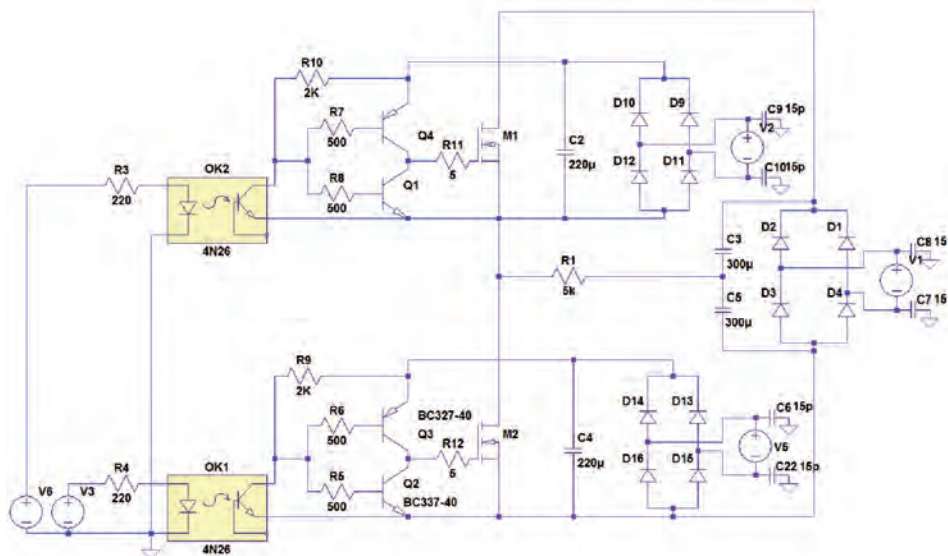 R10
2K
R7
500
Q4
R8
500
Q1
R11
5
M1
C2
220µ
D10
D9
D12
D11
C9 15p
V2
C10 15p
R3
220
OK2
4N26
R1
5k
C3
300µ
C5
300µ
D2
D1
D3
D4
C8 15
V1
C7 15
R9
2K
R6
500
BC327-40
Q3
R5
500
Q2
BC337-40
R12
5
M2
C4
220µ
D14
D13
D16
D15
C6 15p
V5
C22 15p
V6
V3
R4
220
OK1
4N26